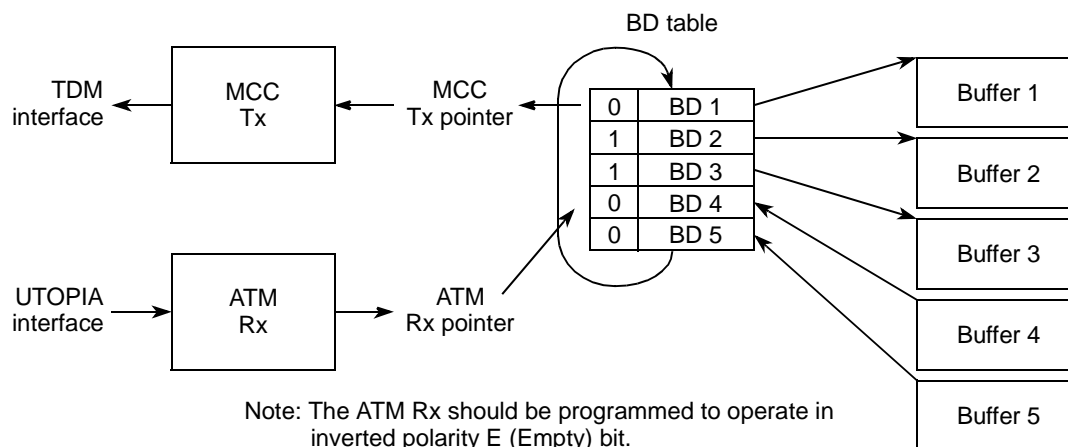 BD table
TDM
interface
MCC
Tx
MCC
Tx pointer
0 BD 1
1 BD 2
1 BD 3
0 BD 4
0 BD 5
Buffer 1
Buffer 2
Buffer 3
Buffer 4
Buffer 5
UTOPIA
interface
ATM
Rx
ATM
Rx pointer
Note: The ATM Rx should be programmed to operate in
inverted polarity E (Empty) bit.